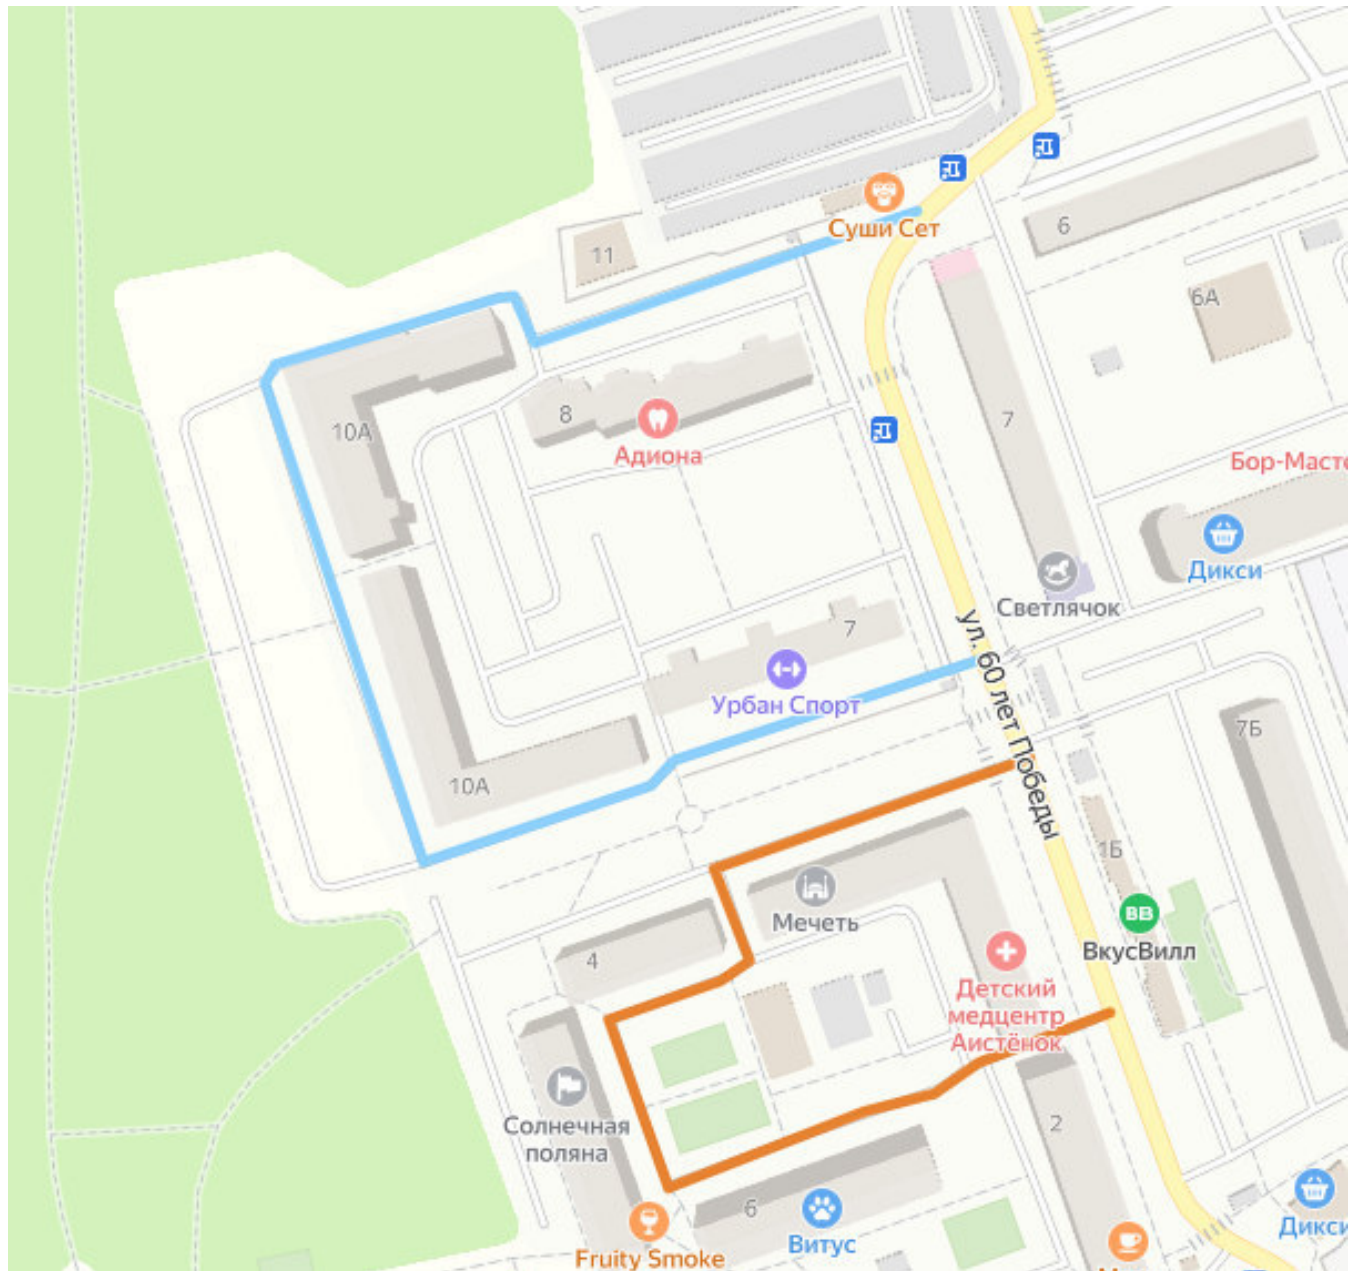 Суши Сет
11
6
6А
10А
8
Адиона
7
Бор-Масте
Дикси
Светлячок
7
Урбан Спорт
ул. 60 лет Победы
7Б
10А
1Б
Мечеть
ВВ
ВкусВилл
4
Детский
медцентр
Аистёнок
Солнечная
поляна
2
6
Витус
Дикси
Fruity Smoke